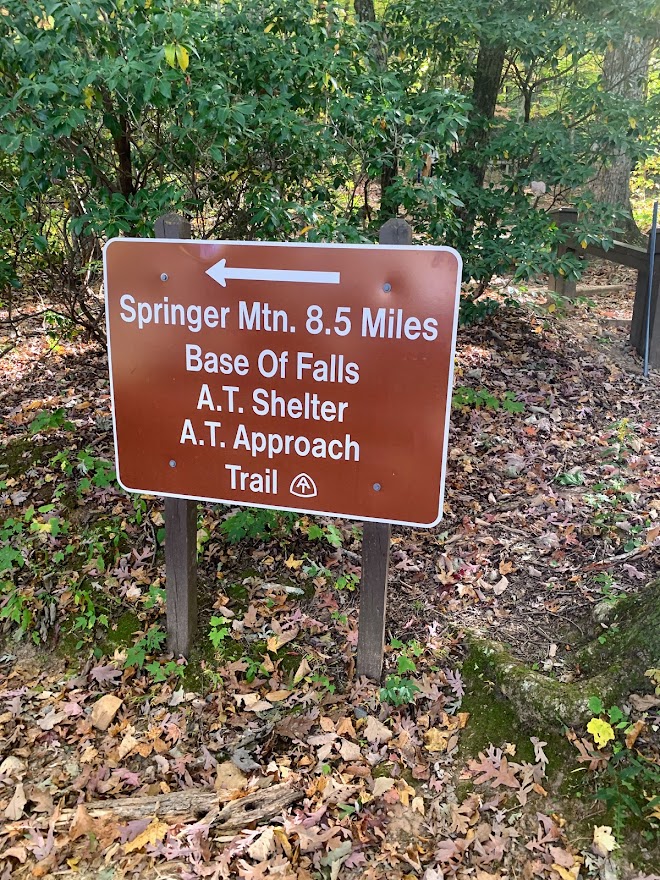 Springer Mtn. 8.5 Miles
Base Of Falls
A.T. Shelter
A.T. Approach
Trail